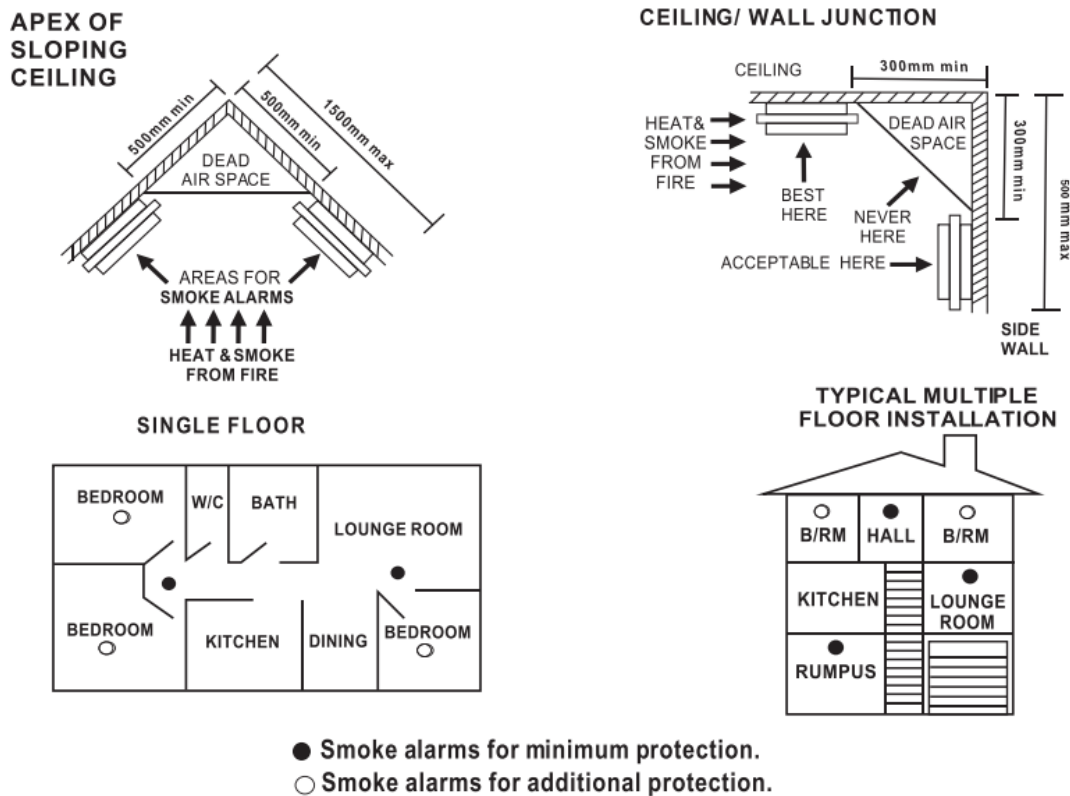 APEX OF
SLOPING
CEILING
500mm min
500mm min
1500mm max
DEAD
AIR SPACE
AREAS FOR
SMOKE ALARMS
HEAT & SMOKE
FROM FIRE
CEILING/ WALL JUNCTION
CEILING
300mm min
HEAT&
SMOKE
FROM
FIRE
DEAD AIR
SPACE
300mm min
500 mm max
BEST
HERE
NEVER
HERE
ACCEPTABLE HERE
SIDE
WALL
SINGLE FLOOR
BEDROOM
W/C
BATH
LOUNGE ROOM
BEDROOM
KITCHEN
DINING
BEDROOM
TYPICAL MULTIPLE
FLOOR INSTALLATION
B/RM
HALL
B/RM
KITCHEN
LOUNGE
ROOM
RUMPUS
Smoke alarms for minimum protection.
Smoke alarms for additional protection.